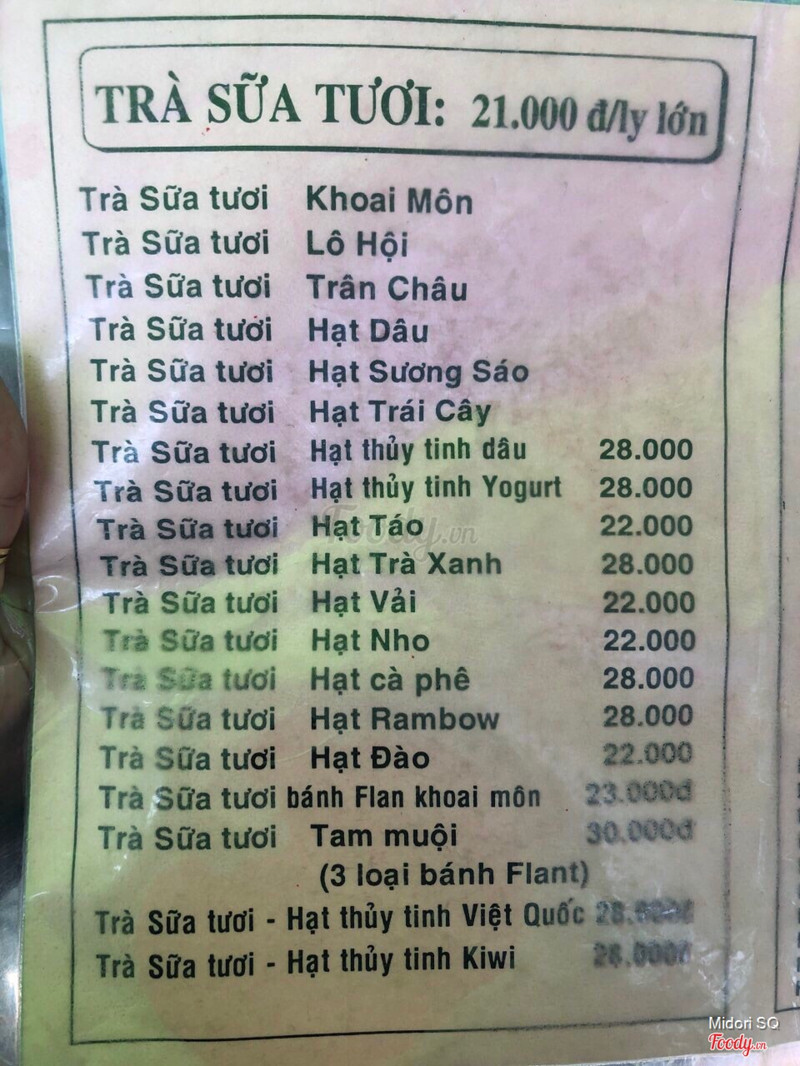 TRÀ SỮA TƯƠI: 21.000 đ/ly lớn
Trà Sữa tươi Khoai Môn
Trà Sữa tươi Lô Hội
Trà Sữa tươi Trân Châu
Trà Sữa tươi Hạt Dâu
Trà Sữa tươi Hạt Sương Sáo
Trà Sữa tươi Hạt Trái Cây
Trà Sữa tươi Hạt thủy tinh dâu 28.000
Trà Sữa tươi Hạt thủy tinh Yogurt 28.000
Trà Sữa tươi Hạt Táo 22.000
Trà Sữa tươi Hạt Trà Xanh 28.000
Trà Sữa tươi Hạt Vải 22.000
Trà Sữa tươi Hạt Nho 22.000
Trà Sữa tươi Hạt cà phê 28.000
Trà Sữa tươi Hạt Rambow 28.000
Trà Sữa tươi Hạt Đào 22.000
Trà Sữa tươi bánh Flan khoai môn 23.000đ
Trà Sữa tươi Tam muội 30.000đ
(3 loại bánh Flant)
Trà Sữa tươi - Hạt thủy tinh Việt Quốc
Trà Sữa tươi - Hạt thủy tinh Kiwi
Foody.vn
Midori SQ
Foody.vn